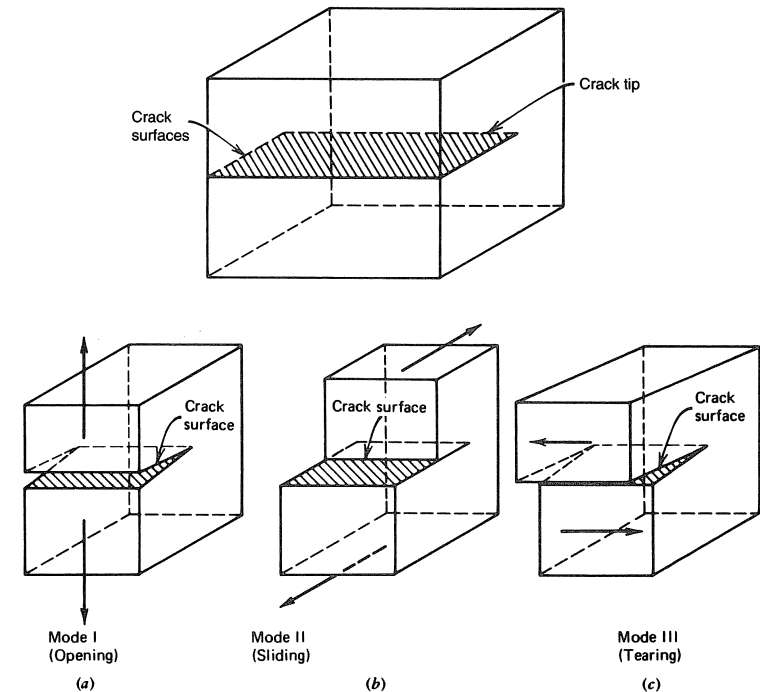 Crack tip
Crack
surfaces
Crack
surface
Crack surface
Crack
surface
Mode I
(Opening)
Mode II
(Sliding)
Mode III
(Tearing)
(a)
(b)
(c)